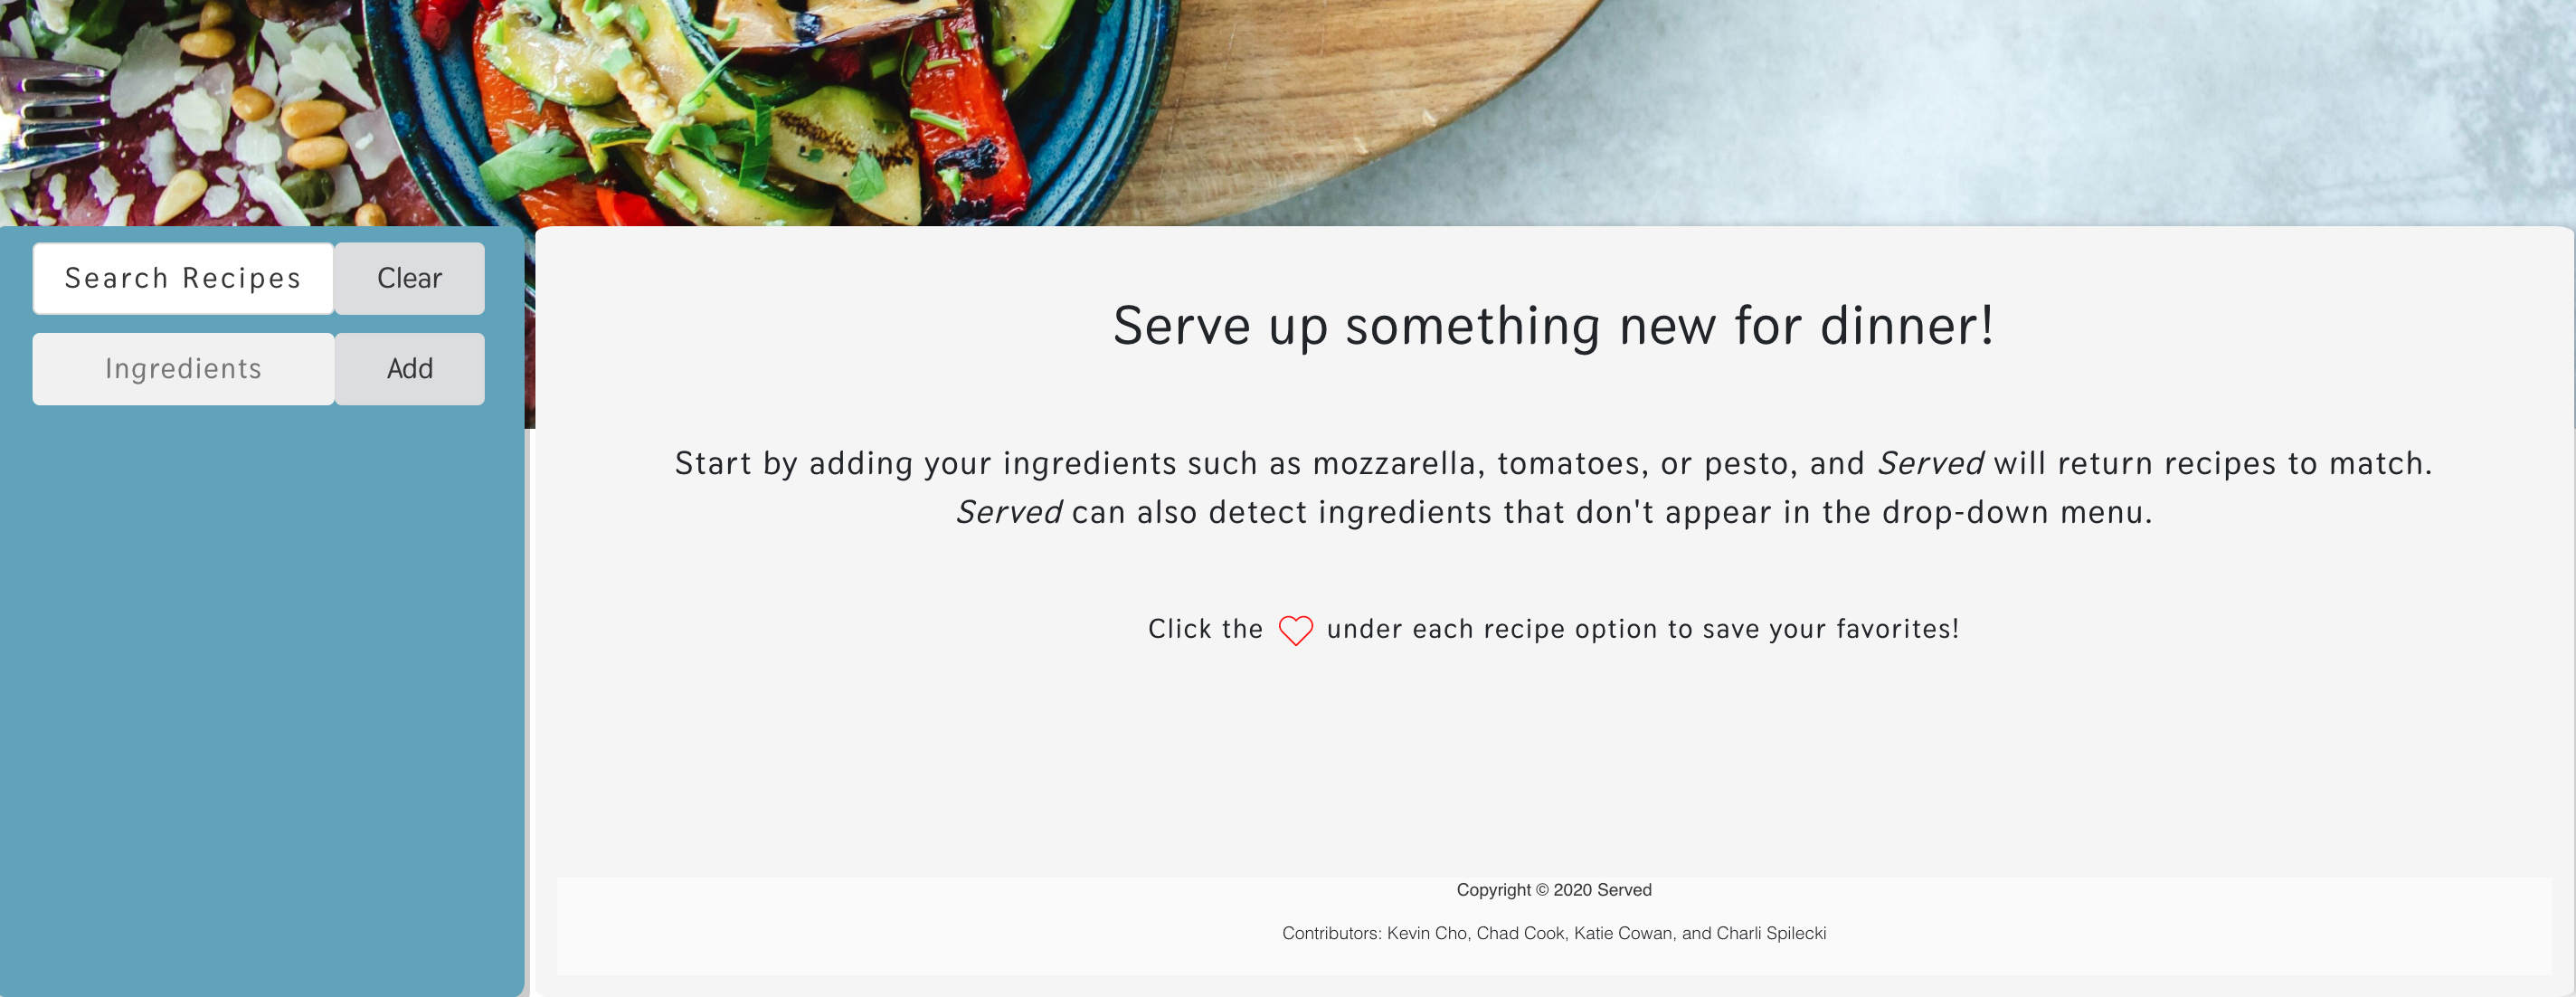 Search Recipes
Clear
Ingredients
Add
Serve up something new for dinner!
Start by adding your ingredients such as mozzarella, tomatoes, or pesto, and Served will return recipes to match.
Served can also detect ingredients that don't appear in the drop-down menu.
Click the ♡ under each recipe option to save your favorites!
Copyright © 2020 Served
Contributors: Kevin Cho, Chad Cook, Katie Cowan, and Charli Spilecki